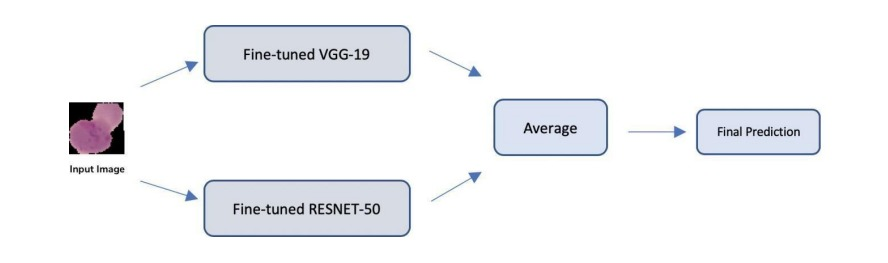 Fine-tuned VGG-19
Input Image
Fine-tuned RESNET-50
Average
Final Prediction